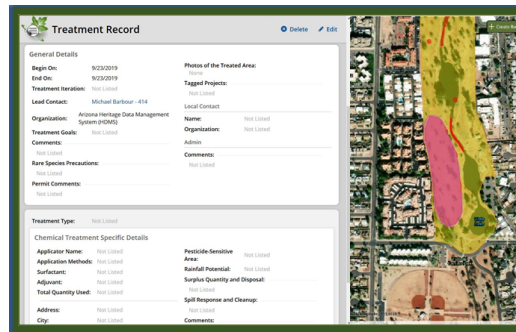 Treatment Record
Delete
Edit
General Details
Begin On: 9/23/2019
End On: 9/23/2019
Treatment Iteration: Not Listed
Lead Contact: Michael Barbour - 414
Organization: Arizona Heritage Data Management
System (HDMS)
Treatment Goals: Not Listed
Comments:
Not Listed
Rare Species Precautions:
Not Listed
Permit Comments:
Not Listed
Photos of the Treated Area:
None
Tagged Projects:
Not Listed
Local Contact
Name: Not Listed
Organization: Not Listed
Admin
Comments:
Not Listed
Treatment Type: Not Listed
Chemical Treatment Specific Details
Applicator Name: Not Listed
Application Methods: Not Listed
Surfactant: Not Listed
Adjuvant: Not Listed
Total Quantity Used: Not Listed
Address: Not Listed
City: Not Listed
Pesticide-Sensitive
Area: Not Listed
Rainfall Potential: Not Listed
Surplus Quantity and Disposal:
Not Listed
Spill Response and Cleanup:
Not Listed
Comments:
+ Create